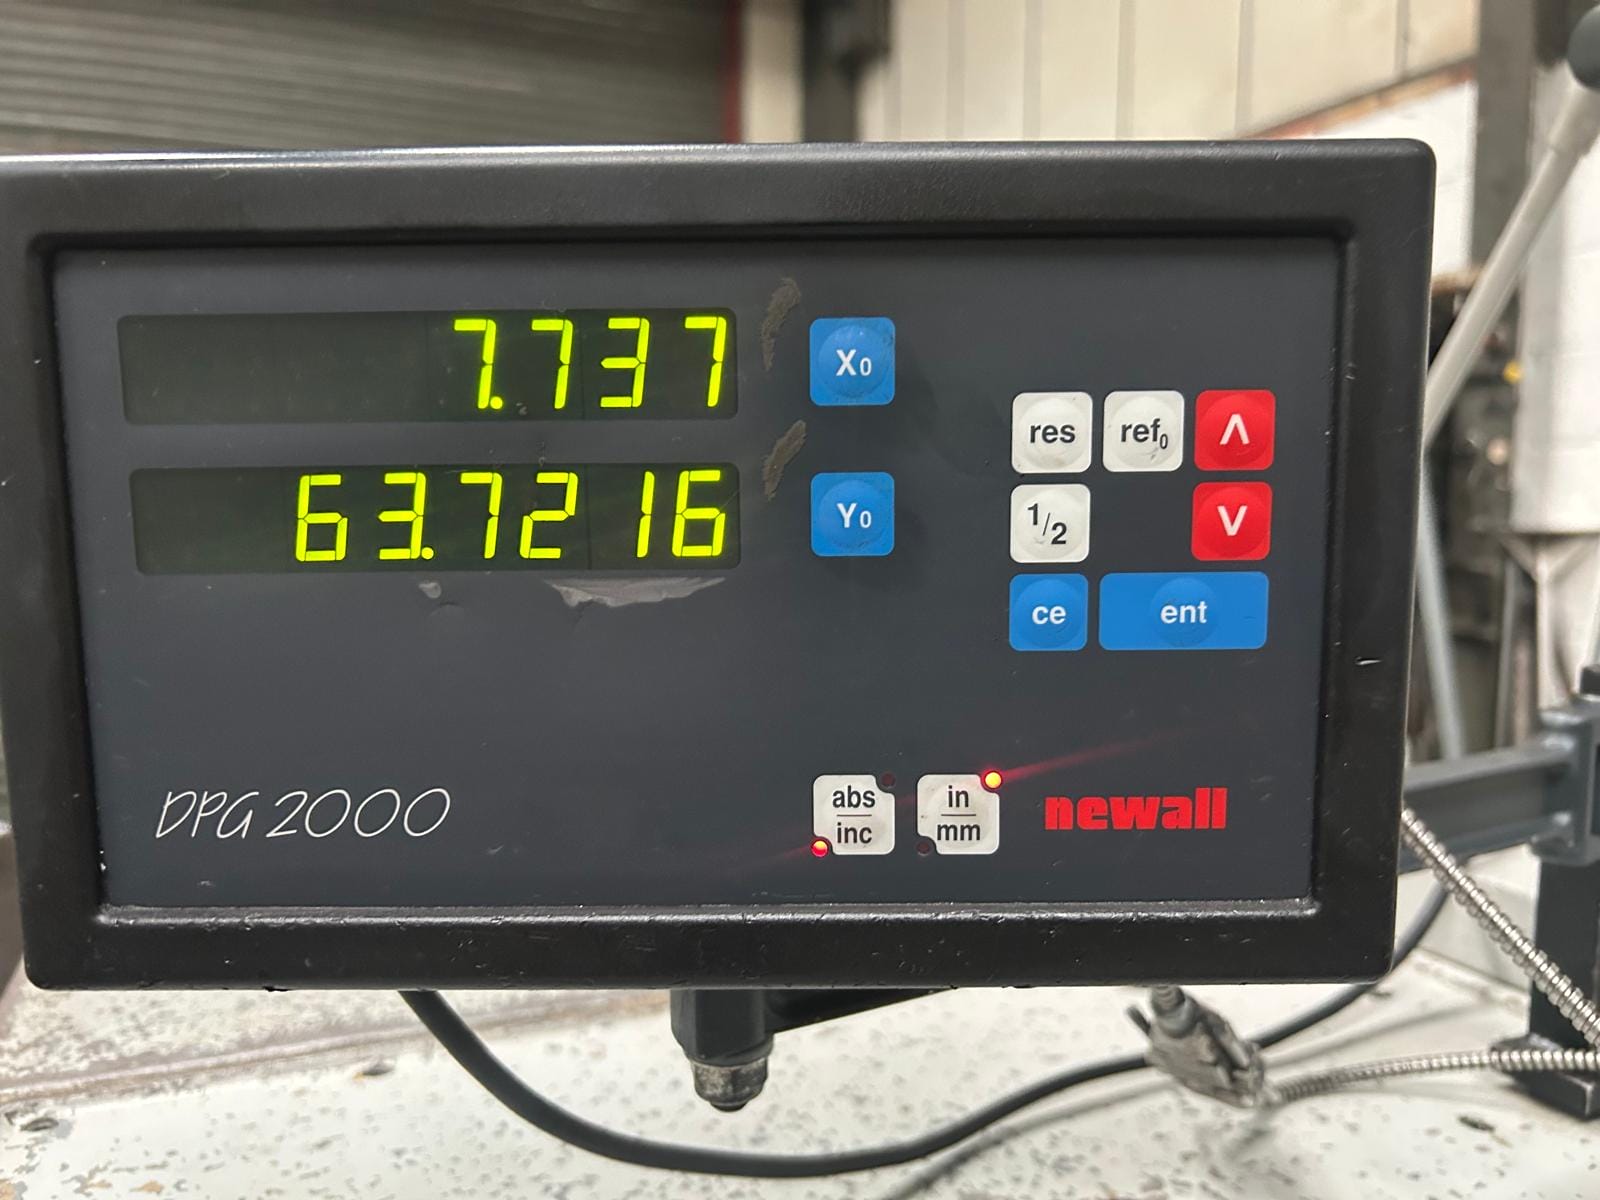 7.737
X0
63.7216
Y0
res
ref0
Λ
1/2
V
ce
ent
DPG 2000
abs
inc
in
mm
newall